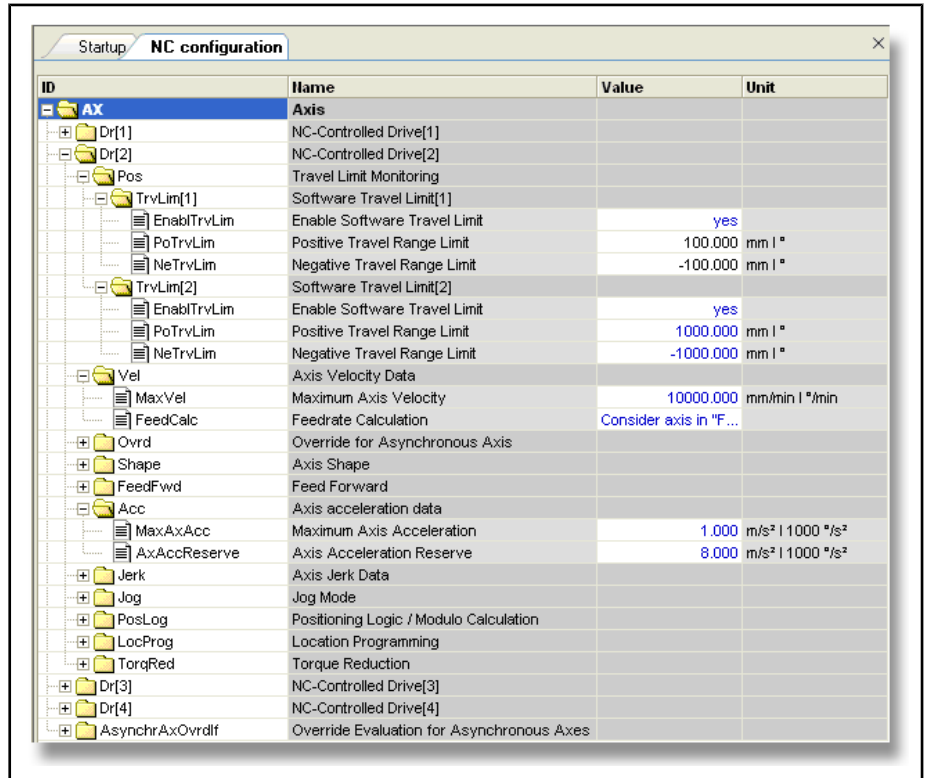 Startup NC configuration
ID Name Value Unit
AX Axis
Dr[1] NC-Controlled Drive[1]
Dr[2] NC-Controlled Drive[2]
Pos Travel Limit Monitoring
TrvLim[1] Software Travel Limit[1]
EnablTrvLim Enable Software Travel Limit yes
PoTrvLim Positive Travel Range Limit 100.000 mm | °
NeTrvLim Negative Travel Range Limit -100.000 mm | °
TrvLim[2] Software Travel Limit[2]
EnablTrvLim Enable Software Travel Limit yes
PoTrvLim Positive Travel Range Limit 1000.000 mm | °
NeTrvLim Negative Travel Range Limit -1000.000 mm | °
Vel Axis Velocity Data
MaxVel Maximum Axis Velocity 10000.000 mm/min | °/min
FeedCalc Feedrate Calculation Consider axis in "F...
Ovrd Override for Asynchronous Axis
Shape Axis Shape
FeedFwd Feed Forward
Acc Axis acceleration data
MaxAxAcc Maximum Axis Acceleration 1.000 m/s² | 1000 °/s²
AxAccReserve Axis Acceleration Reserve 8.000 m/s² | 1000 °/s²
Jerk Axis Jerk Data
Jog Jog Mode
PosLog Positioning Logic / Modulo Calculation
LocProg Location Programming
TorqRed Torque Reduction
Dr[3] NC-Controlled Drive[3]
Dr[4] NC-Controlled Drive[4]
AsynchrAxOvrdIf Override Evaluation for Asynchronous Axes